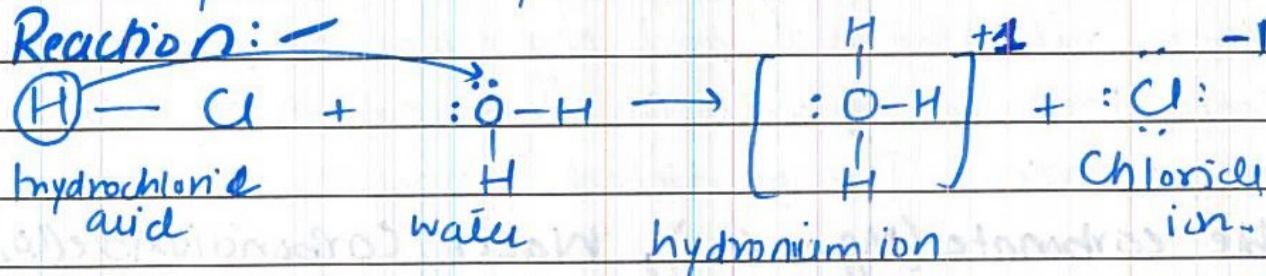 Reaction:-
H +1 -1
H — Cl + :Ö-H → [:O-H] + :Cl:
hydrochloric H H Chloride
acid water hydronium ion ion.